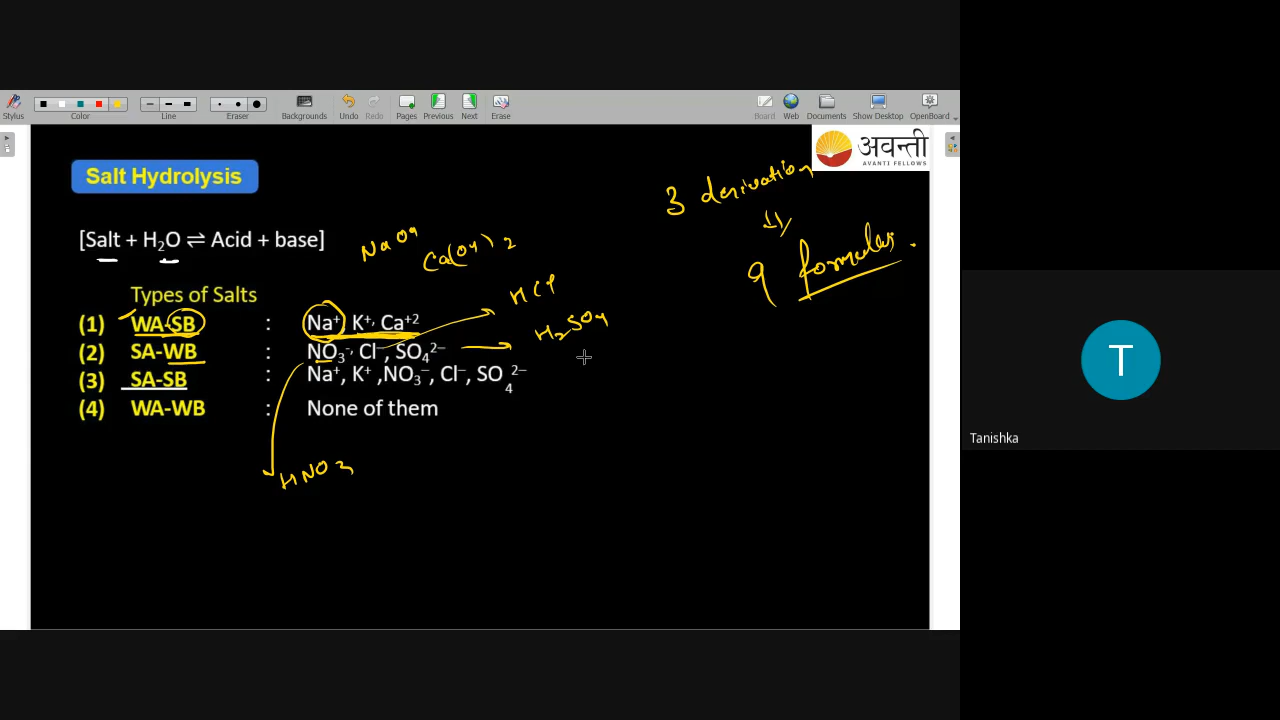 Stylus Color Line Eraser Backgrounds Undo Redo Pages Previous Next Erase Board Web Documents Show Desktop OpenBoard
अवन्ती
AVANTI FELLOWS
Salt Hydrolysis
3 derivation
[Salt + H₂O ⇌ Acid + base]
NaOH
Ca(OH)2
9 formulas.
Types of Salts
HCl
(1) WA-SB : Na⁺, K⁺, Ca⁺²
H2SO4
(2) SA-WB : NO₃⁻, Cl⁻, SO₄²⁻
(3) SA-SB : Na⁺, K⁺ ,NO₃⁻, Cl⁻, SO₄²⁻
(4) WA-WB : None of them
HNO3
T
Tanishka